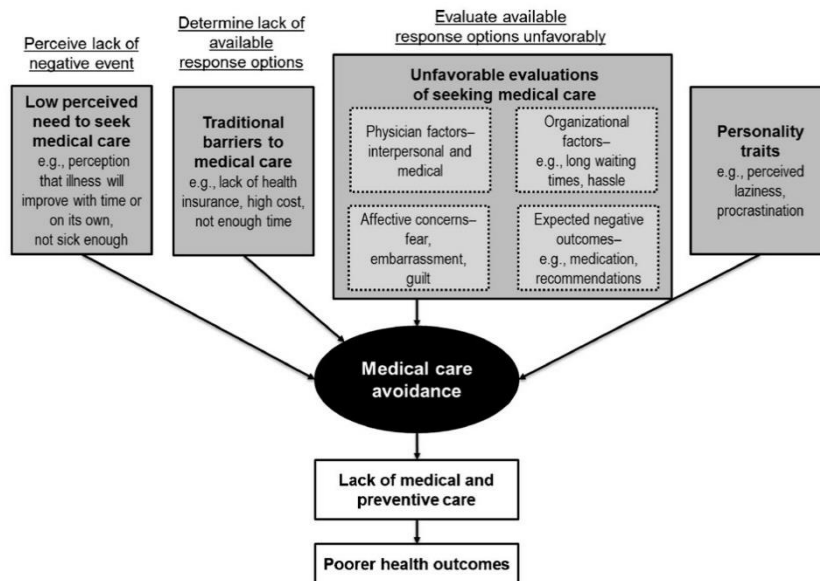 Perceive lack of
negative event
Determine lack of
available
response options
Evaluate available
response options unfavorably
Low perceived
need to seek
medical care
e.g., perception
that illness will
improve with time or
on its own,
not sick enough
Traditional
barriers to
medical care
e.g., lack of health
insurance, high cost,
not enough time
Unfavorable evaluations
of seeking medical care
Physician factors–
interpersonal and
medical
Organizational
factors–
e.g., long waiting
times, hassle
Affective concerns–
fear,
embarrassment,
guilt
Expected negative
outcomes–
e.g., medication,
recommendations
Personality
traits
e.g., perceived
laziness,
procrastination
Medical care
avoidance
Lack of medical and
preventive care
Poorer health outcomes